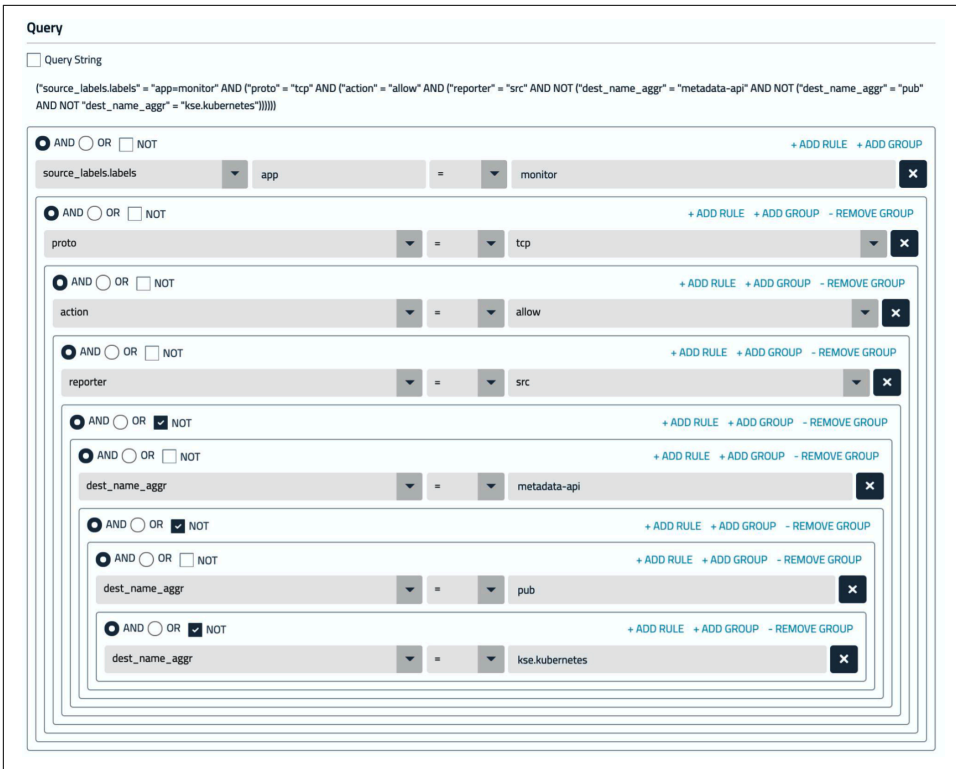 Query
Query String
("source_labels.labels" = "app=monitor" AND ("proto" = "tcp" AND ("action" = "allow" AND ("reporter" = "src" AND NOT ("dest_name_aggr" = "metadata-api" AND NOT ("dest_name_aggr" = "pub"
AND NOT "dest_name_aggr" = "kse.kubernetes"))))))
AND OR NOT + ADD RULE + ADD GROUP
source_labels.labels app = monitor
AND OR NOT + ADD RULE + ADD GROUP - REMOVE GROUP
proto = tcp
AND OR NOT + ADD RULE + ADD GROUP - REMOVE GROUP
action = allow
AND OR NOT + ADD RULE + ADD GROUP - REMOVE GROUP
reporter = src
AND OR NOT + ADD RULE + ADD GROUP - REMOVE GROUP
AND OR NOT + ADD RULE + ADD GROUP - REMOVE GROUP
dest_name_aggr = metadata-api
AND OR NOT + ADD RULE + ADD GROUP - REMOVE GROUP
AND OR NOT + ADD RULE + ADD GROUP - REMOVE GROUP
dest_name_aggr = pub
AND OR NOT + ADD RULE + ADD GROUP - REMOVE GROUP
dest_name_aggr = kse.kubernetes